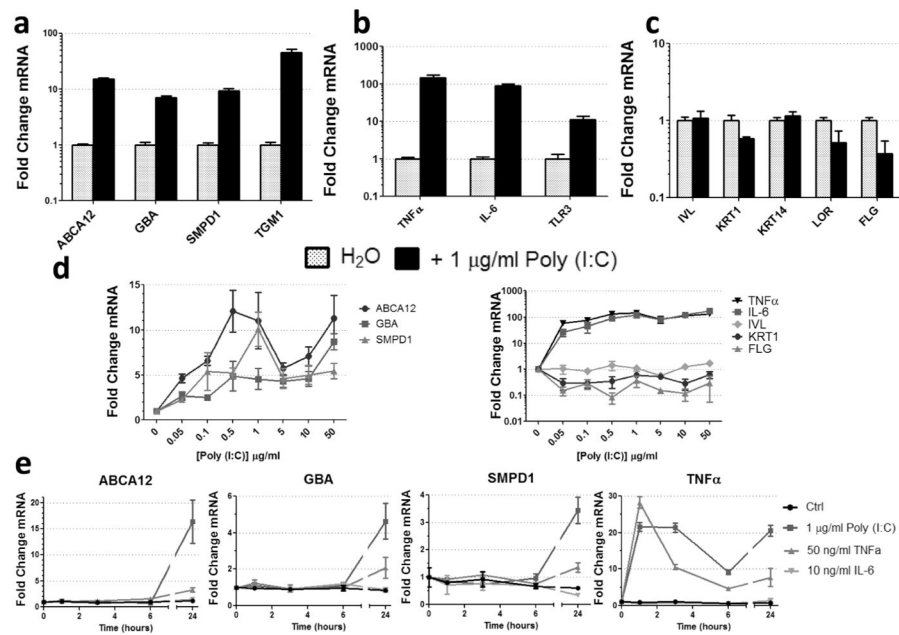 a
Fold Change mRNA
100
10
1
0.1
ABCA12
GBA
SMPD1
TGM1
b
Fold Change mRNA
1000
100
10
1
0.1
TNFα
IL-6
TLR3
c
Fold Change mRNA
10
1
0.1
IVL
KRT1
KRT14
LOR
FLG
H2O + 1 μg/ml Poly (I:C)
d
Fold Change mRNA
15
10
5
0
0 0.05 0.1 0.5 1 5 10 50
[Poly (I:C)] μg/ml
ABCA12
GBA
SMPD1
Fold Change mRNA
1000
100
10
1
0.1
0.01
0 0.05 0.1 0.5 1 5 10 50
[Poly (I:C)] μg/ml
TNFα
IL-6
IVL
KRT1
FLG
e
ABCA12
Fold Change mRNA
20
15
10
5
0
0 2 4 6 24
Time (hours)
GBA
Fold Change mRNA
6
4
2
0
0 2 4 6 24
Time (hours)
SMPD1
Fold Change mRNA
4
3
2
1
0
0 2 4 6 24
Time (hours)
TNFα
Fold Change mRNA
30
20
10
0
0 2 4 6 24
Time (hours)
Ctrl
1 μg/ml Poly (I:C)
50 ng/ml TNFa
10 ng/ml IL-6